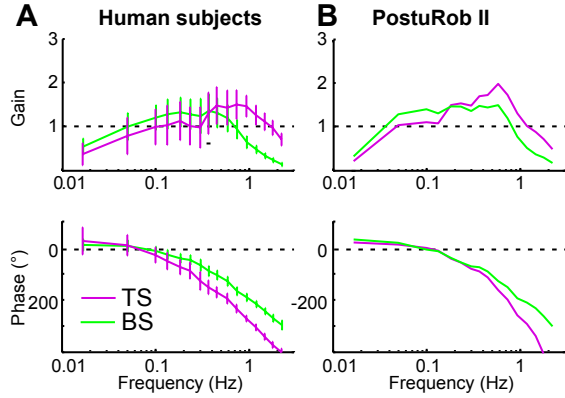 A Human subjects B PostuRob II
3 3
Gain 2 2
1 1
0.01 0.1 1 0.01 0.1 1
Phase (°) 0 0
200 -200
TS
BS
0.01 0.1 1 0.01 0.1 1
Frequency (Hz) Frequency (Hz)